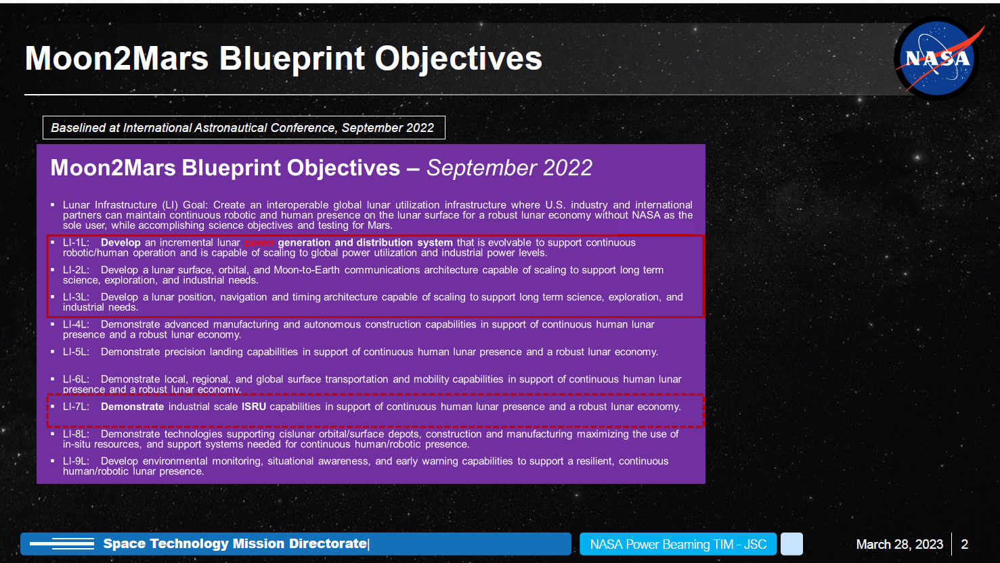 Moon2Mars Blueprint Objectives
NASA
Baselined at International Astronautical Conference, September 2022
Moon2Mars Blueprint Objectives – September 2022
▪ Lunar Infrastructure (LI) Goal: Create an interoperable global lunar utilization infrastructure where U.S. industry and international
partners can maintain continuous robotic and human presence on the lunar surface for a robust lunar economy without NASA as the
sole user, while accomplishing science objectives and testing for Mars.
▪ LI-1L: Develop an incremental lunar power generation and distribution system that is evolvable to support continuous
robotic/human operation and is capable of scaling to global power utilization and industrial power levels.
▪ LI-2L: Develop a lunar surface, orbital, and Moon-to-Earth communications architecture capable of scaling to support long term
science, exploration, and industrial needs.
▪ LI-3L: Develop a lunar position, navigation and timing architecture capable of scaling to support long term science, exploration, and
industrial needs.
▪ LI-4L: Demonstrate advanced manufacturing and autonomous construction capabilities in support of continuous human lunar
presence and a robust lunar economy.
▪ LI-5L: Demonstrate precision landing capabilities in support of continuous human lunar presence and a robust lunar economy.
▪ LI-6L: Demonstrate local, regional, and global surface transportation and mobility capabilities in support of continuous human lunar
presence and a robust lunar economy.
▪ LI-7L: Demonstrate industrial scale ISRU capabilities in support of continuous human lunar presence and a robust lunar economy.
▪ LI-8L: Demonstrate technologies supporting cislunar orbital/surface depots, construction and manufacturing maximizing the use of
in-situ resources, and support systems needed for continuous human/robotic presence.
▪ LI-9L: Develop environmental monitoring, situational awareness, and early warning capabilities to support a resilient, continuous
human/robotic lunar presence.
Space Technology Mission Directorate|
NASA Power Beaming TIM - JSC
March 28, 2023
2